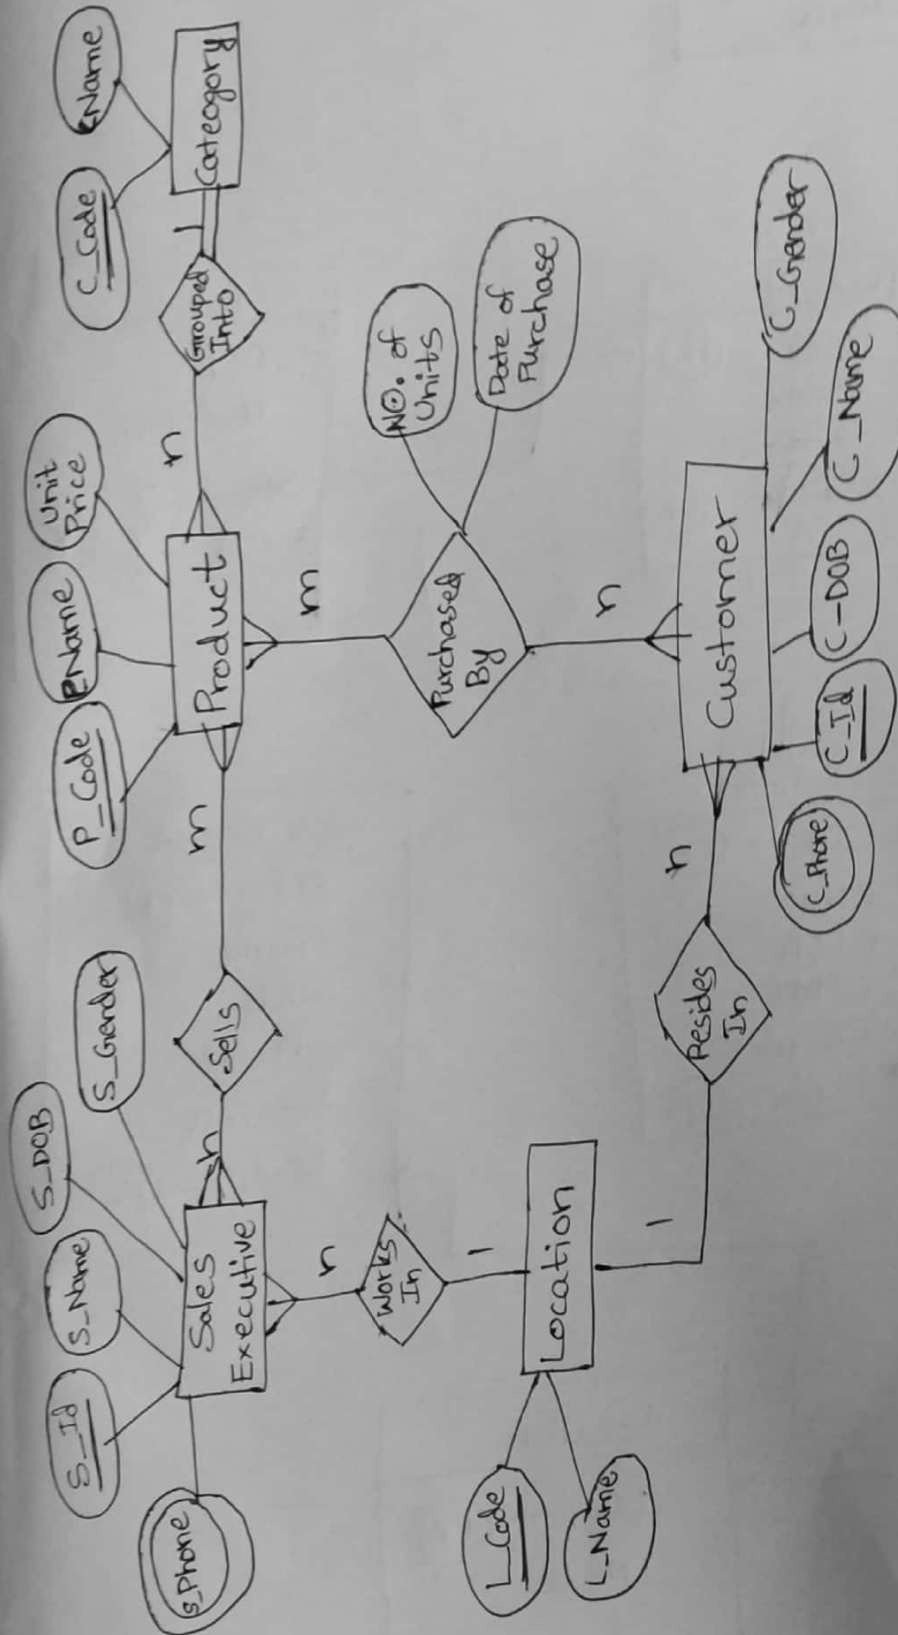 S_Id
S_Name
S_DOB
S_Gender
P_Code
PName
Unit
Price
C_Code
CName
S_Phone
Sales
Executive
n
Sells
m
Product
n
Grouped
Into
1
Cateogory
n
Works
In
1
m
NO. of
Units
Purchased
By
Date of
Purchase
n
L_Code
L_Name
Location
1
Resides
In
n
Customer
C_Phone
C_Id
C-DOB
C_Name
C_Gender